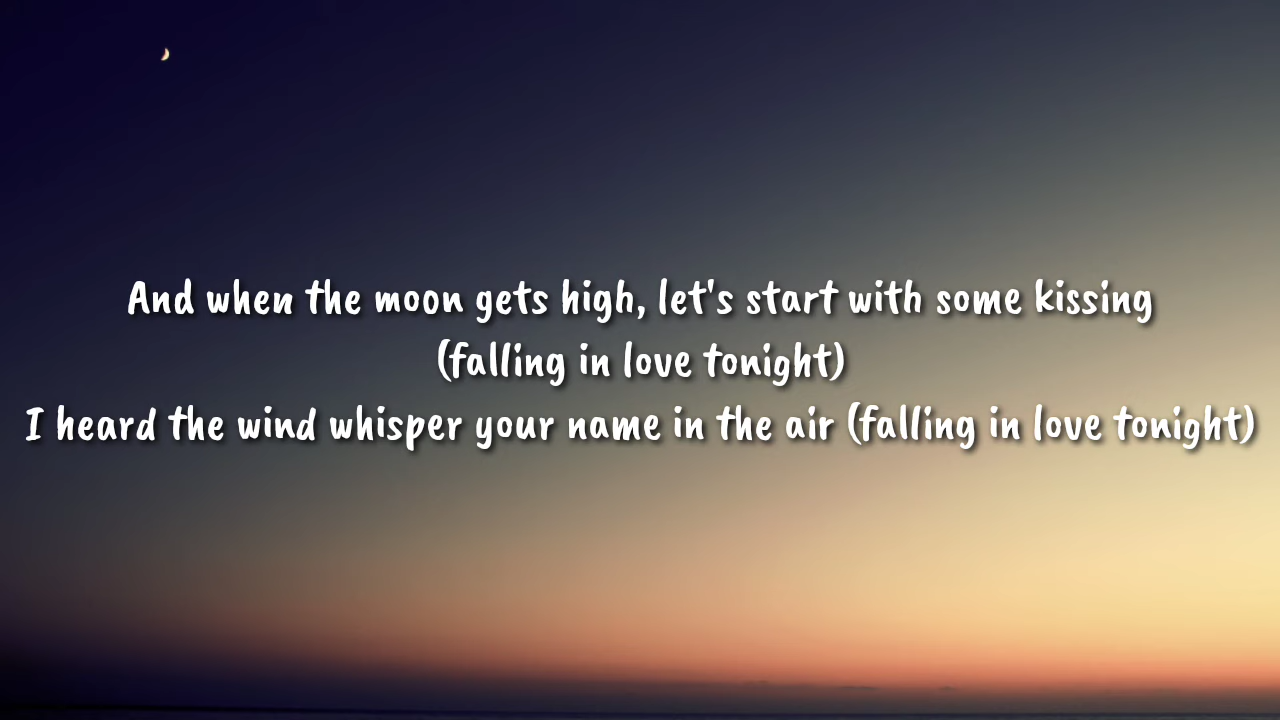 And when the moon gets high, let's start with some kissing
(falling in love tonight)
I heard the wind whisper your name in the air (falling in love tonight)